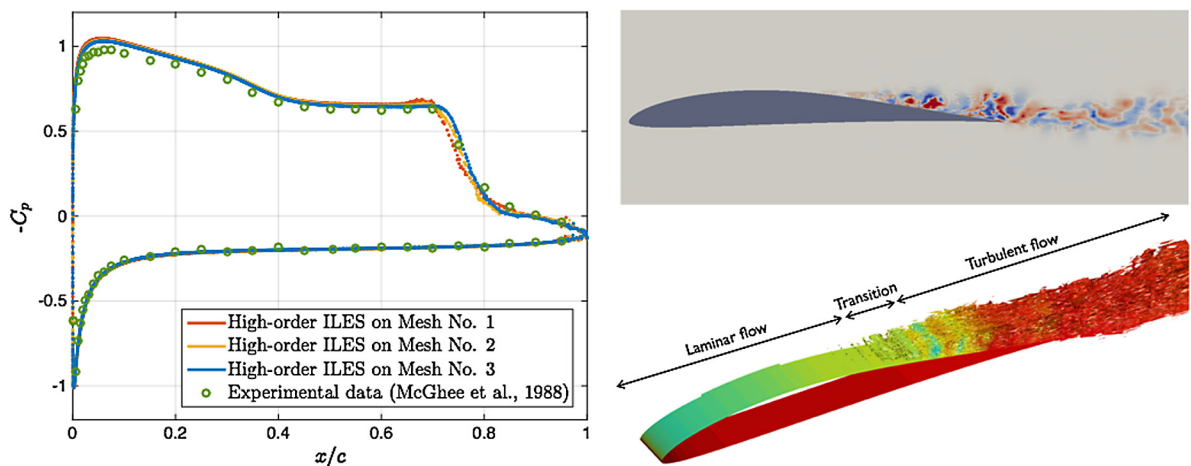 1
0.5
0
-0.5
-1
-Cp
0
0.2
0.4
0.6
0.8
1
x/c
High-order ILES on Mesh No. 1
High-order ILES on Mesh No. 2
High-order ILES on Mesh No. 3
Experimental data (McGhee et al., 1988)
Laminar flow
Transition
Turbulent flow